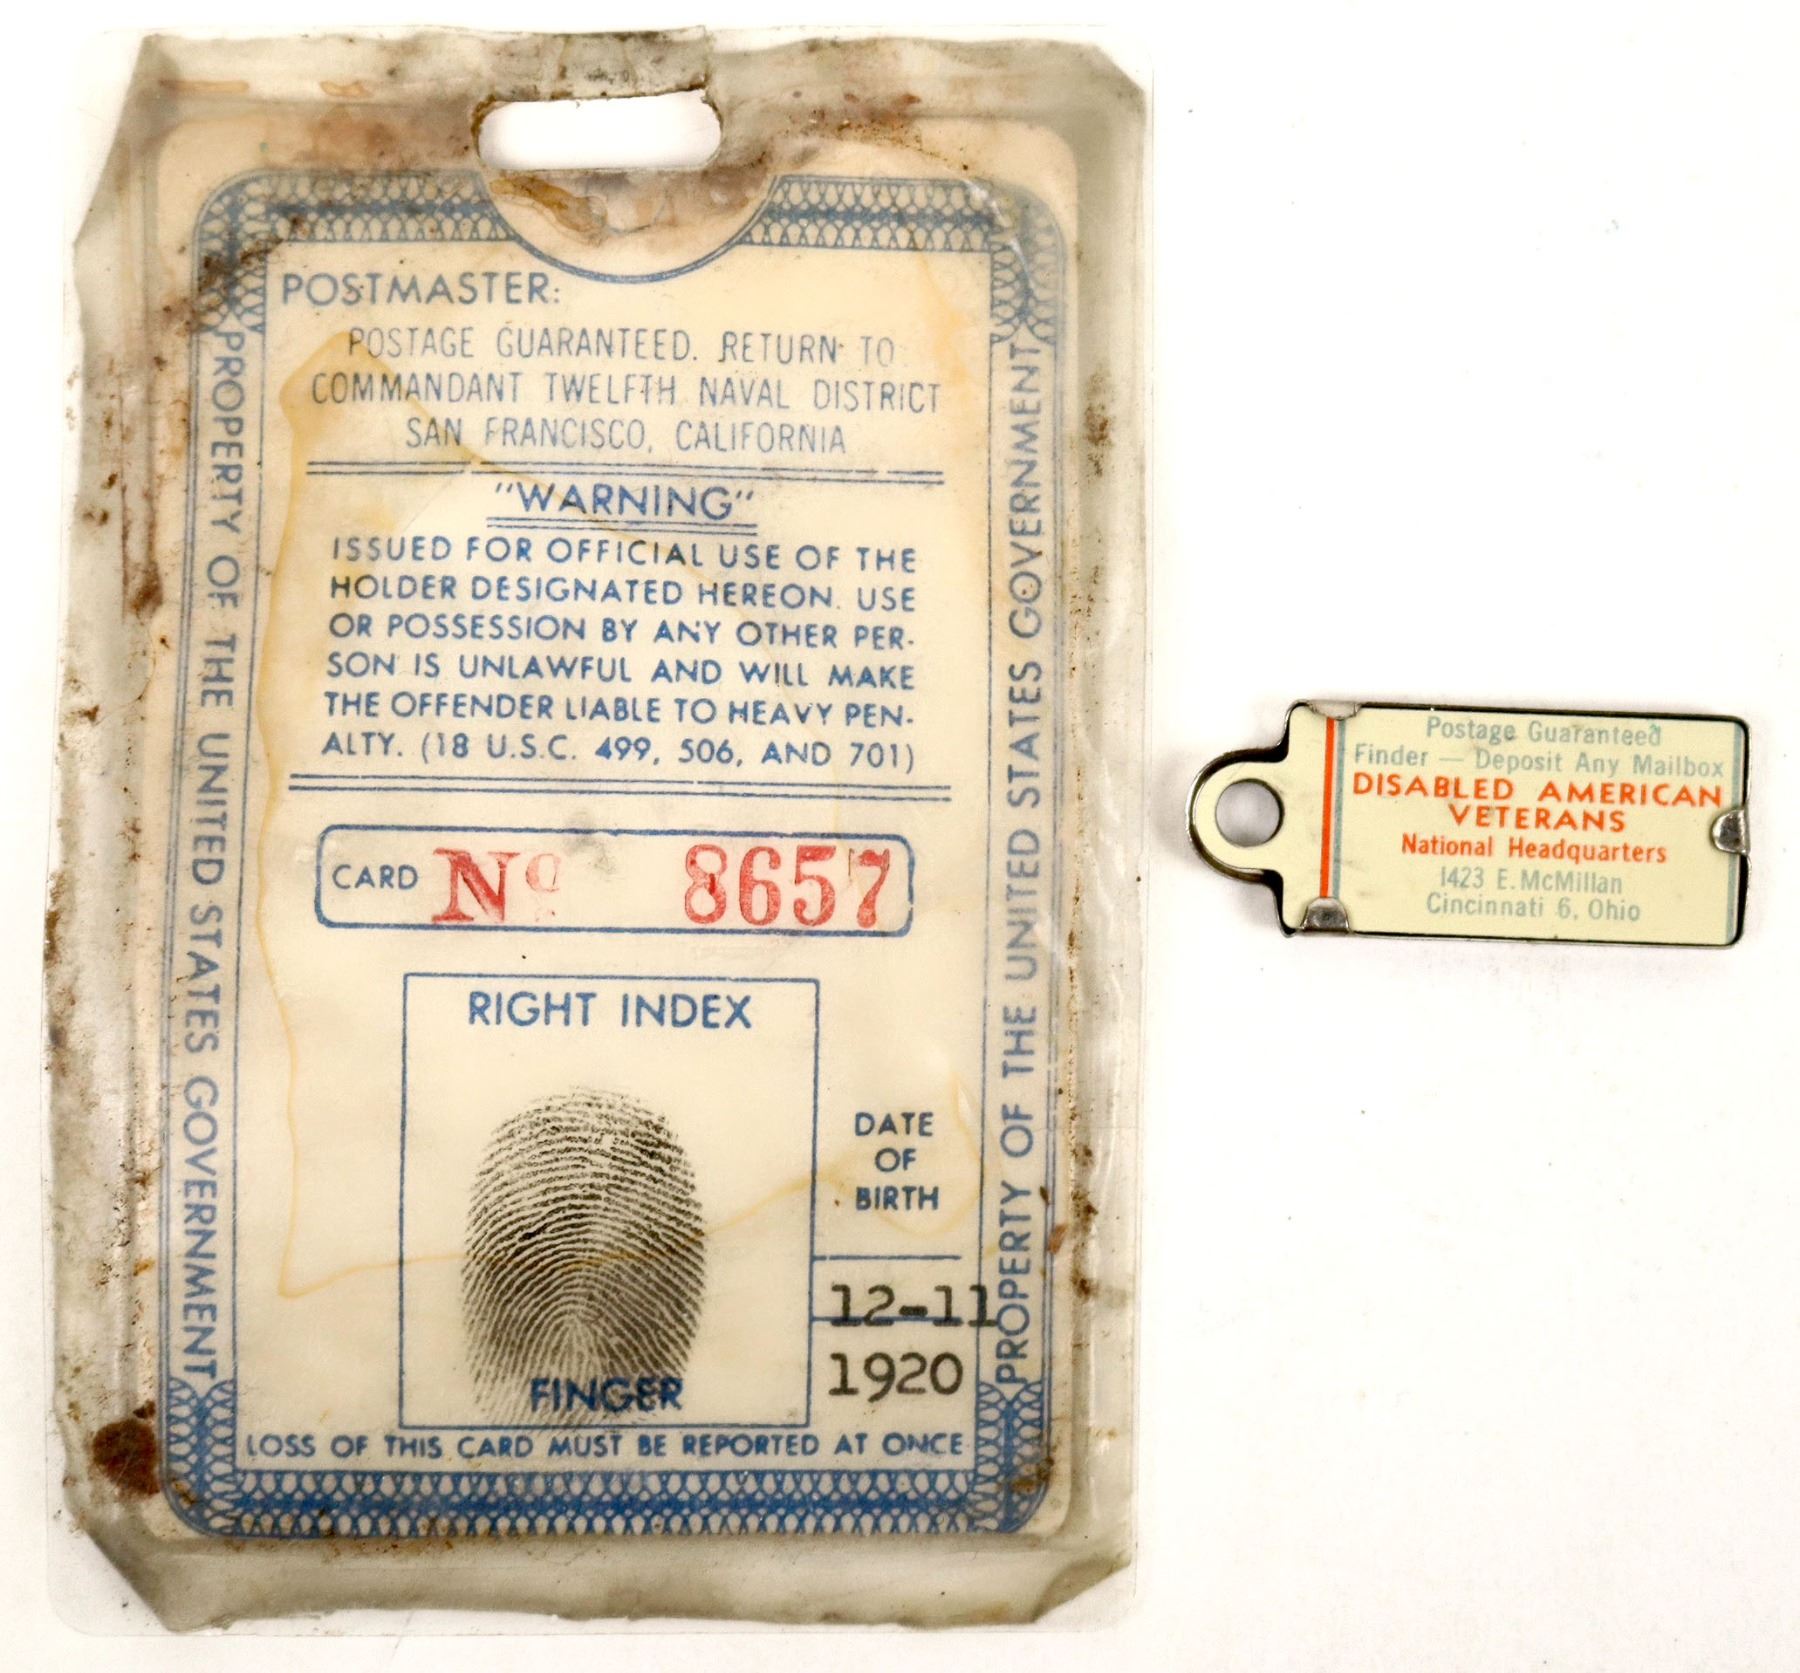 POSTMASTER:
POSTAGE GUARANTEED. RETURN TO
COMMANDANT TWELFTH NAVAL DISTRICT
SAN FRANCISCO, CALIFORNIA
"WARNING"
ISSUED FOR OFFICIAL USE OF THE
HOLDER DESIGNATED HEREON. USE
OR POSSESSION BY ANY OTHER PER-
SON IS UNLAWFUL AND WILL MAKE
THE OFFENDER LIABLE TO HEAVY PEN-
ALTY. (18 U.S.C. 499, 506, AND 701)
CARD No 8657
RIGHT INDEX
FINGER
DATE
OF
BIRTH
12-11
1920
LOSS OF THIS CARD MUST BE REPORTED AT ONCE
PROPERTY OF THE UNITED STATES GOVERNMENT
PROPERTY OF THE UNITED STATES GOVERNMENT
Postage Guaranteed
Finder — Deposit Any Mailbox
DISABLED AMERICAN
VETERANS
National Headquarters
1423 E. McMillan
Cincinnati 6, Ohio